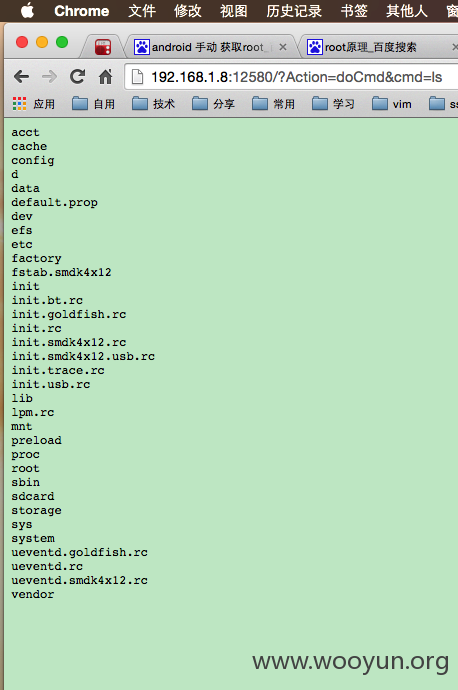 Chrome 文件 修改 视图 历史记录 书签 其他人 窗
android 手动 获取root_
root原理_百度搜索
192.168.1.8:12580/?Action=doCmd&cmd=ls
应用 自用 技术 分享 常用 学习 vim ss
acct
cache
config
d
data
default.prop
dev
efs
etc
factory
fstab.smdk4x12
init
init.bt.rc
init.goldfish.rc
init.rc
init.smdk4x12.rc
init.smdk4x12.usb.rc
init.trace.rc
init.usb.rc
lib
lpm.rc
mnt
preload
proc
root
sbin
sdcard
storage
sys
system
ueventd.goldfish.rc
ueventd.rc
ueventd.smdk4x12.rc
vendor
www.wooyun.org